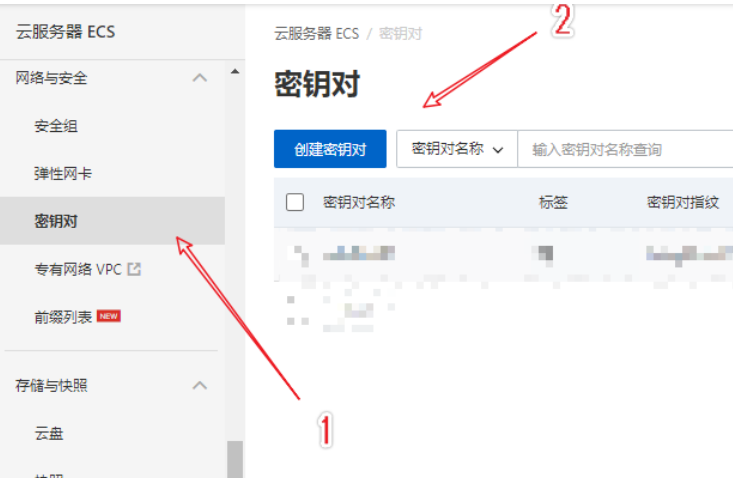 云服务器 ECS
网络与安全
安全组
弹性网卡
密钥对
专有网络 VPC
前缀列表 NEW
存储与快照
云盘
云服务器 ECS / 密钥对
2
密钥对
创建密钥对 密钥对名称 输入密钥对名称查询
密钥对名称 标签 密钥对指纹
1